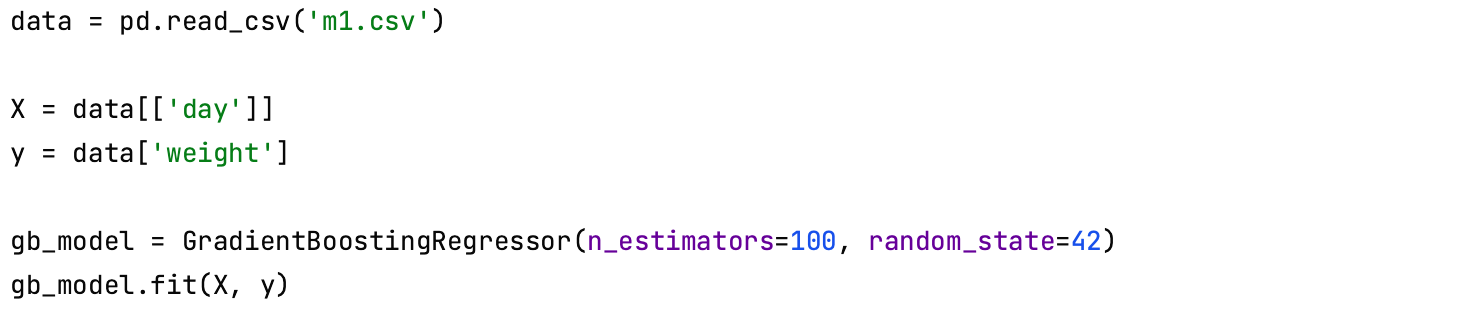 data = pd.read_csv('m1.csv')
X = data[['day']]
y = data['weight']
gb_model = GradientBoostingRegressor(n_estimators=100, random_state=42)
gb_model.fit(X, y)